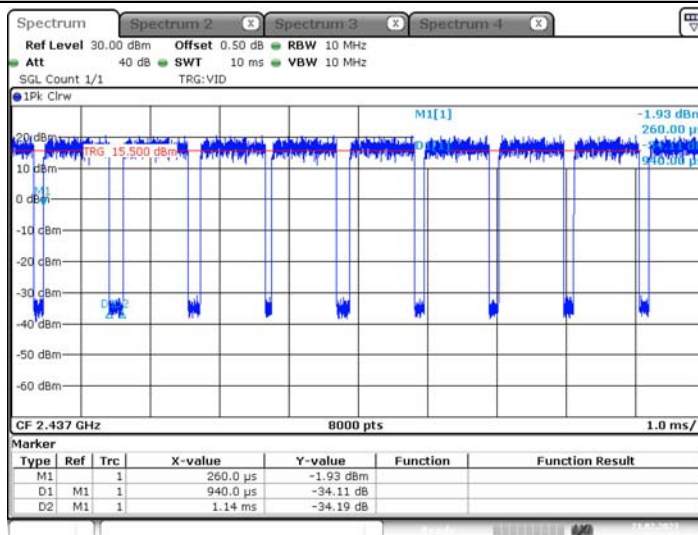 Spectrum Spectrum 2 X Spectrum 3 X Spectrum 4 X
Ref Level 30.00 dBm Offset 0.50 dB RBW 10 MHz
Att 40 dB SWT 10 ms VBW 10 MHz
SGL Count 1/1 TRG:VID
1Pk Clrw
M1[1] -1.93 dBm
260.00 µs
20 dBm
TRG 15.500 dBm
940.00 µs
10 dBm
M1
0 dBm
-10 dBm
-20 dBm
-30 dBm
-40 dBm
-50 dBm
-60 dBm
CF 2.437 GHz 8000 pts 1.0 ms/
Marker
Type Ref Trc X-value Y-value Function Function Result
M1 1 260.0 µs -1.93 dBm
D1 M1 1 940.0 µs -34.11 dB
D2 M1 1 1.14 ms -34.19 dB